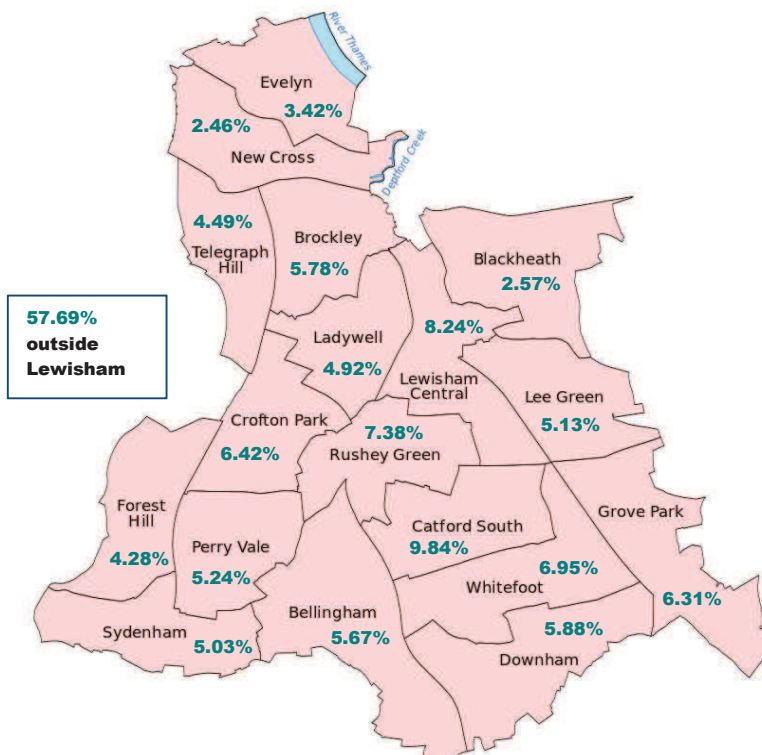 River Thames
Evelyn
3.42%
2.46%
New Cross
Deptford Creek
4.49%
Telegraph
Hill
Brockley
5.78%
Blackheath
2.57%
57.69%
outside
Lewisham
Ladywell
4.92%
8.24%
Lewisham
Central
Lee Green
5.13%
Crofton Park
6.42%
7.38%
Rushey Green
Forest
Hill
4.28%
Perry Vale
5.24%
Catford South
9.84%
Grove Park
6.31%
6.95%
Whitefoot
Sydenham
5.03%
Bellingham
5.67%
5.88%
Downham